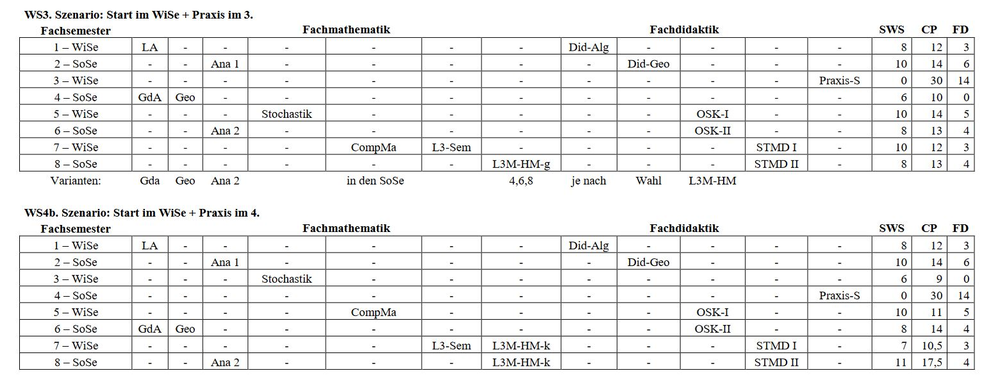 WS3. Szenario: Start im WiSe + Praxis im 3.
Fachsemester Fachmathematik Fachdidaktik SWS CP FD
1 – WiSe LA - - - - - - Did-Alg - - - - 8 12 3
2 – SoSe - - Ana 1 - - - - - Did-Geo - - - 10 14 6
3 – WiSe - - - - - - - - - - - Praxis-S 0 30 14
4 – SoSe GdA Geo - - - - - - - - - - 6 10 0
5 – WiSe - - - Stochastik - - - - - OSK-I - - 10 14 5
6 – SoSe - - Ana 2 - - - - - - OSK-II - - 8 13 4
7 – WiSe - - - - CompMa L3-Sem - - - - STMD I - 10 12 3
8 – SoSe - - - - - - L3M-HM-g - - - STMD II - 8 13 4
Varianten: Gda Geo Ana 2 in den SoSe 4,6,8 je nach Wahl L3M-HM
WS4b. Szenario: Start im WiSe + Praxis im 4.
Fachsemester Fachmathematik Fachdidaktik SWS CP FD
1 – WiSe LA - - - - - - Did-Alg - - - - 8 12 3
2 – SoSe - - Ana 1 - - - - - Did-Geo - - - 10 14 6
3 – WiSe - - - Stochastik - - - - - - - - 6 9 0
4 – SoSe - - - - - - - - - - - Praxis-S 0 30 14
5 – WiSe - - - - CompMa - - - - OSK-I - - 10 11 5
6 – SoSe GdA Geo - - - - - - - OSK-II - - 8 14 4
7 – WiSe - - - - - L3-Sem L3M-HM-k - - - STMD I - 7 10,5 3
8 – SoSe - - Ana 2 - - - L3M-HM-k - - - STMD II - 11 17,5 4